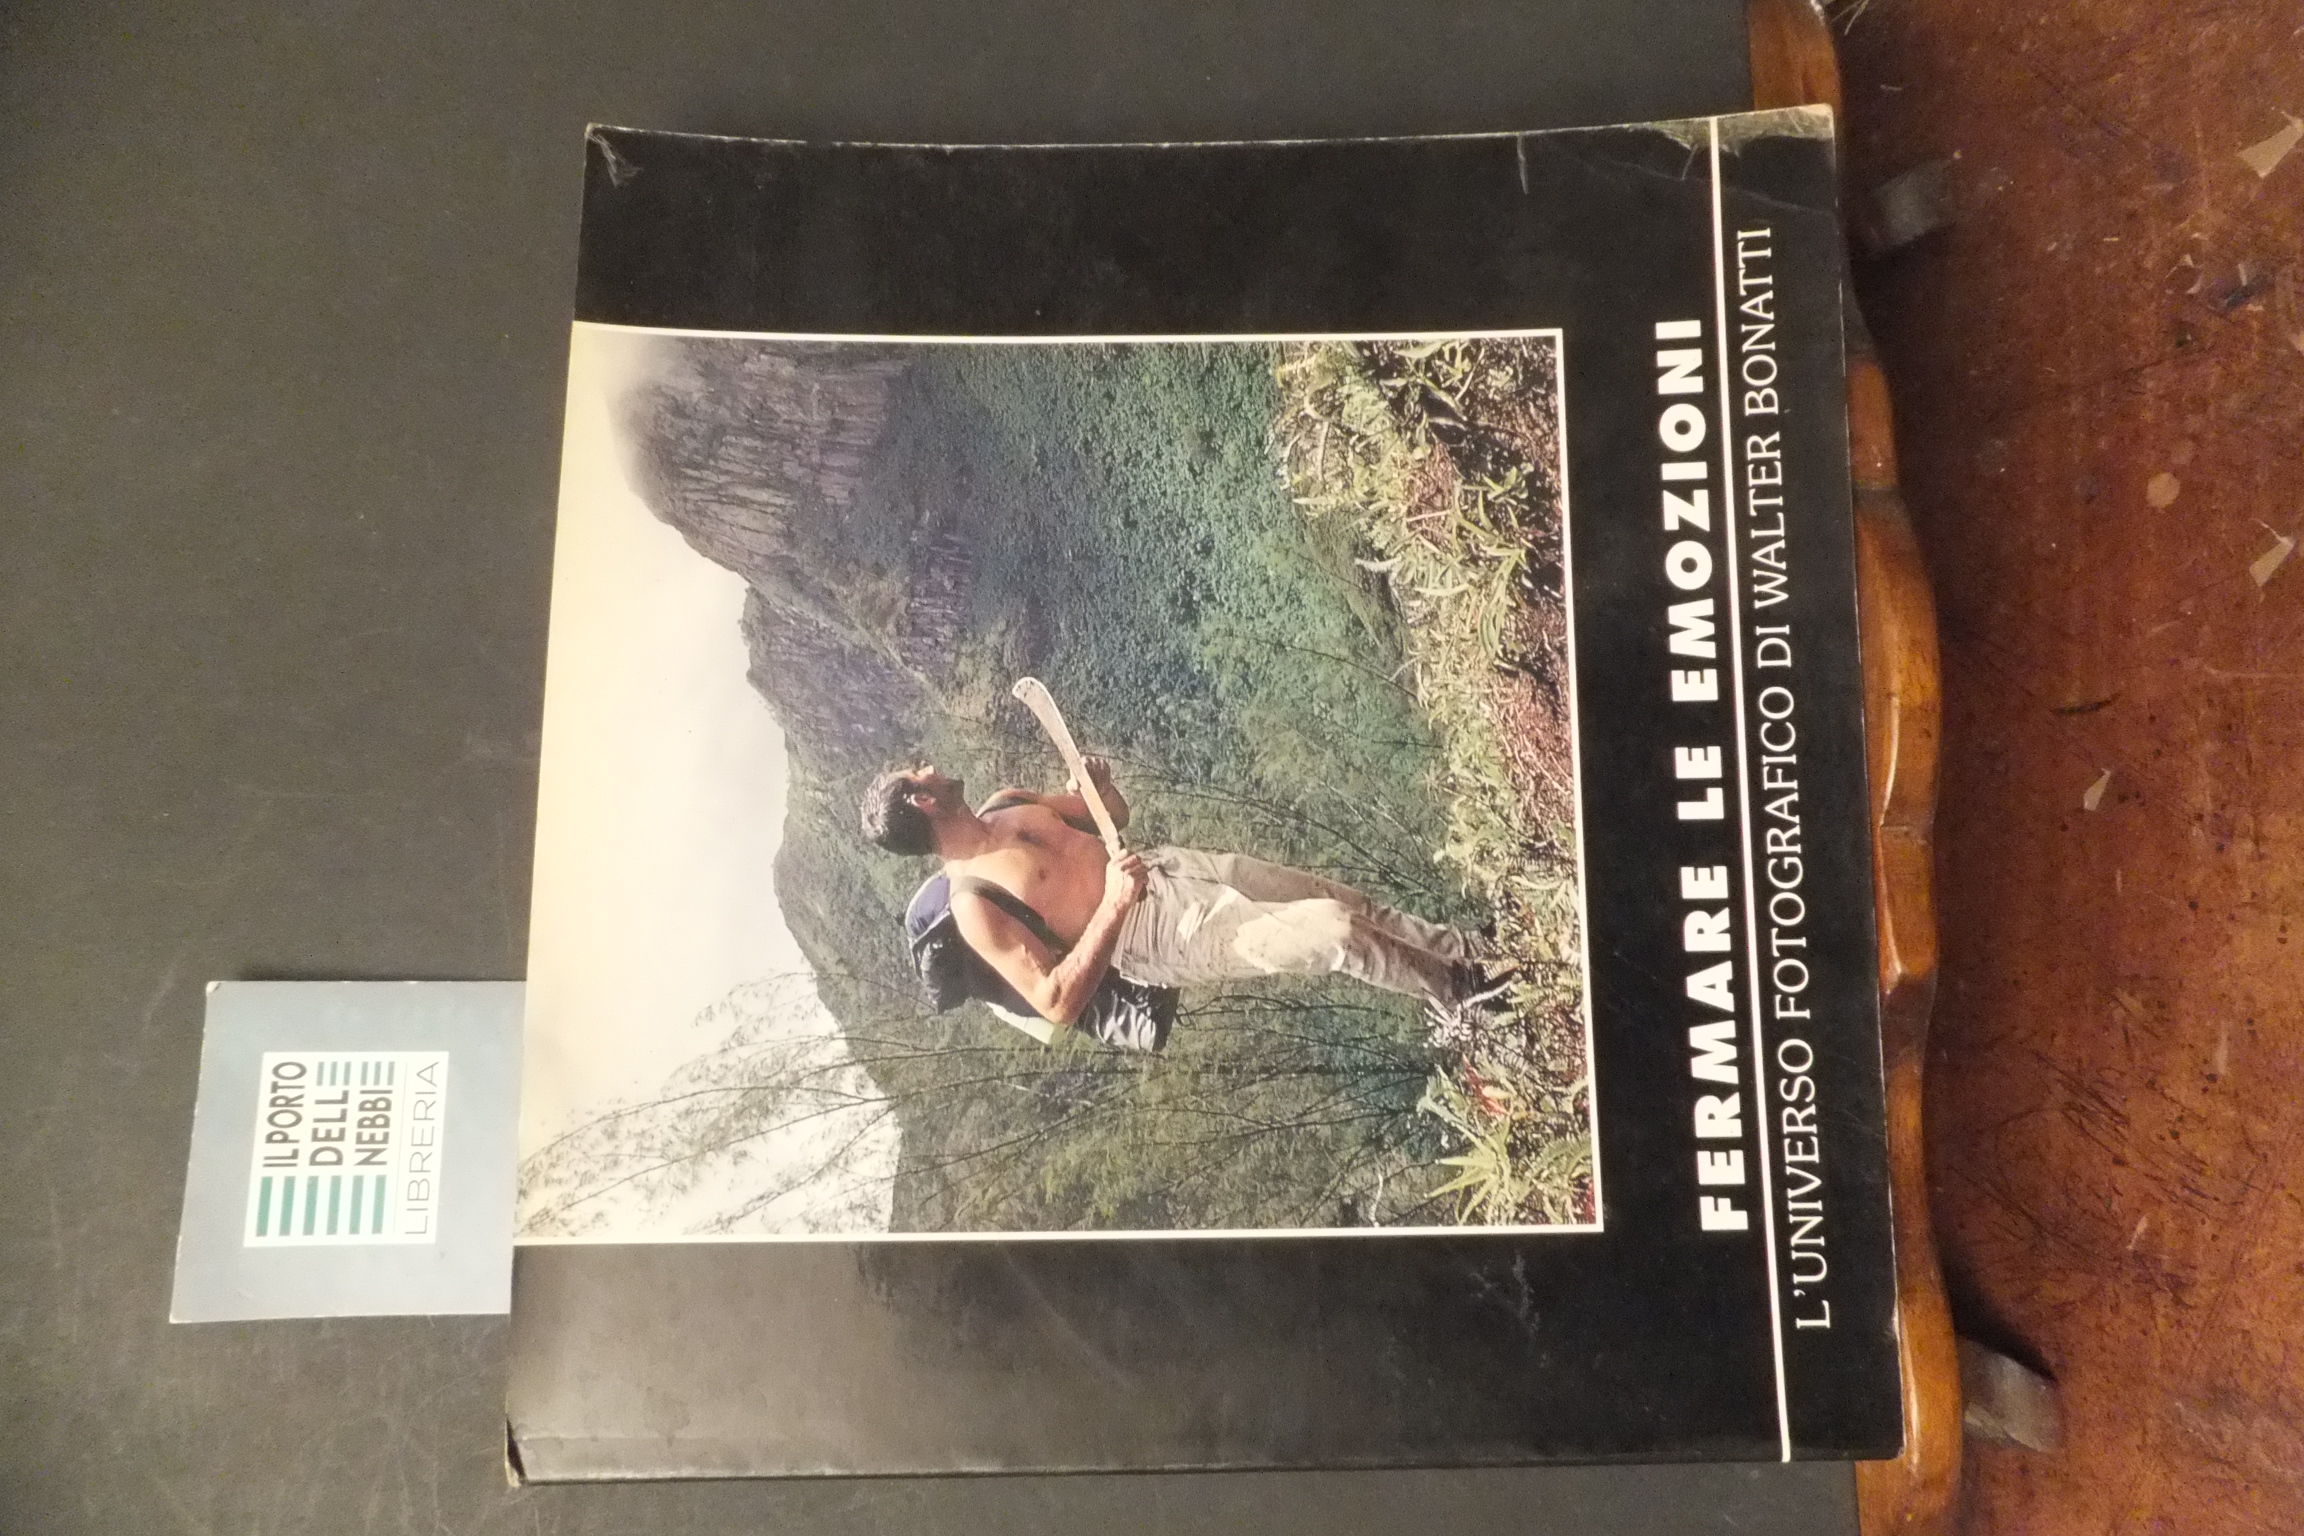 IL PORTO
DELLE
NEBBIE
LIBRERIA
FERMARE LE EMOZIONI
L'UNIVERSO FOTOGRAFICO DI WALTER BONATTI